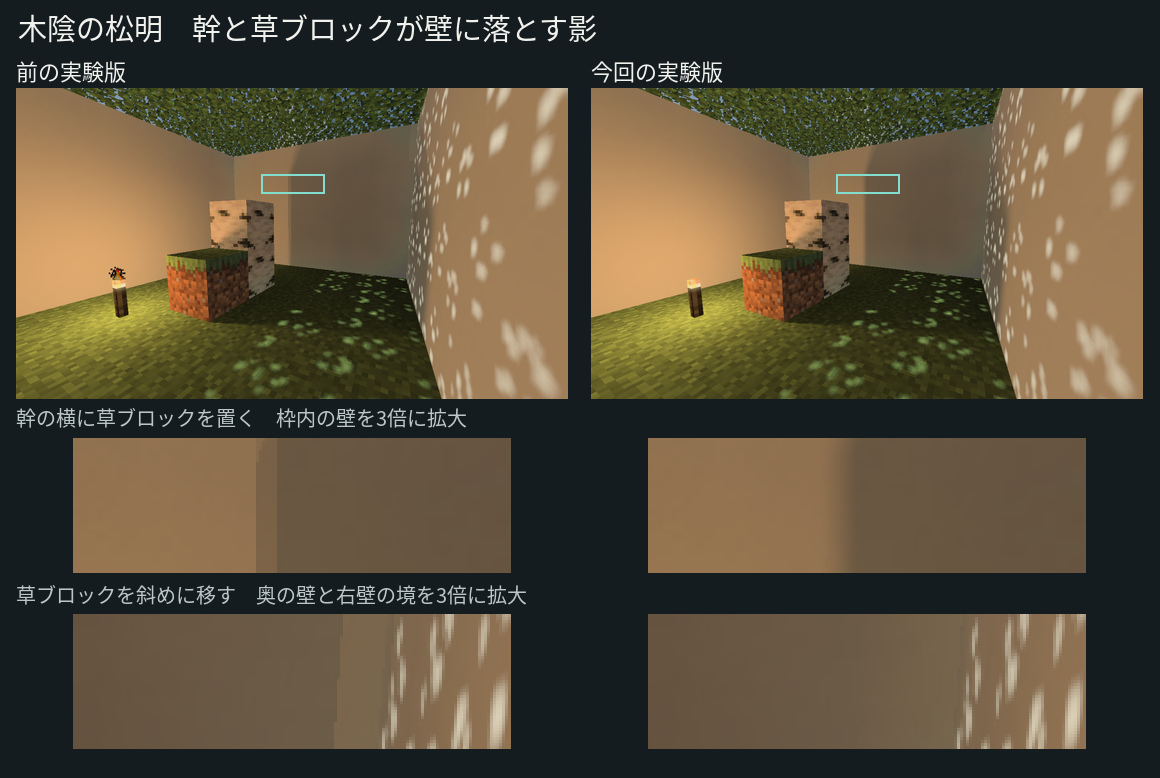 木陰の松明　幹と草ブロックが壁に落とす影
前の実験版
今回の実験版
幹の横に草ブロックを置く　枠内の壁を3倍に拡大
草ブロックを斜めに移す　奥の壁と右壁の境を3倍に拡大